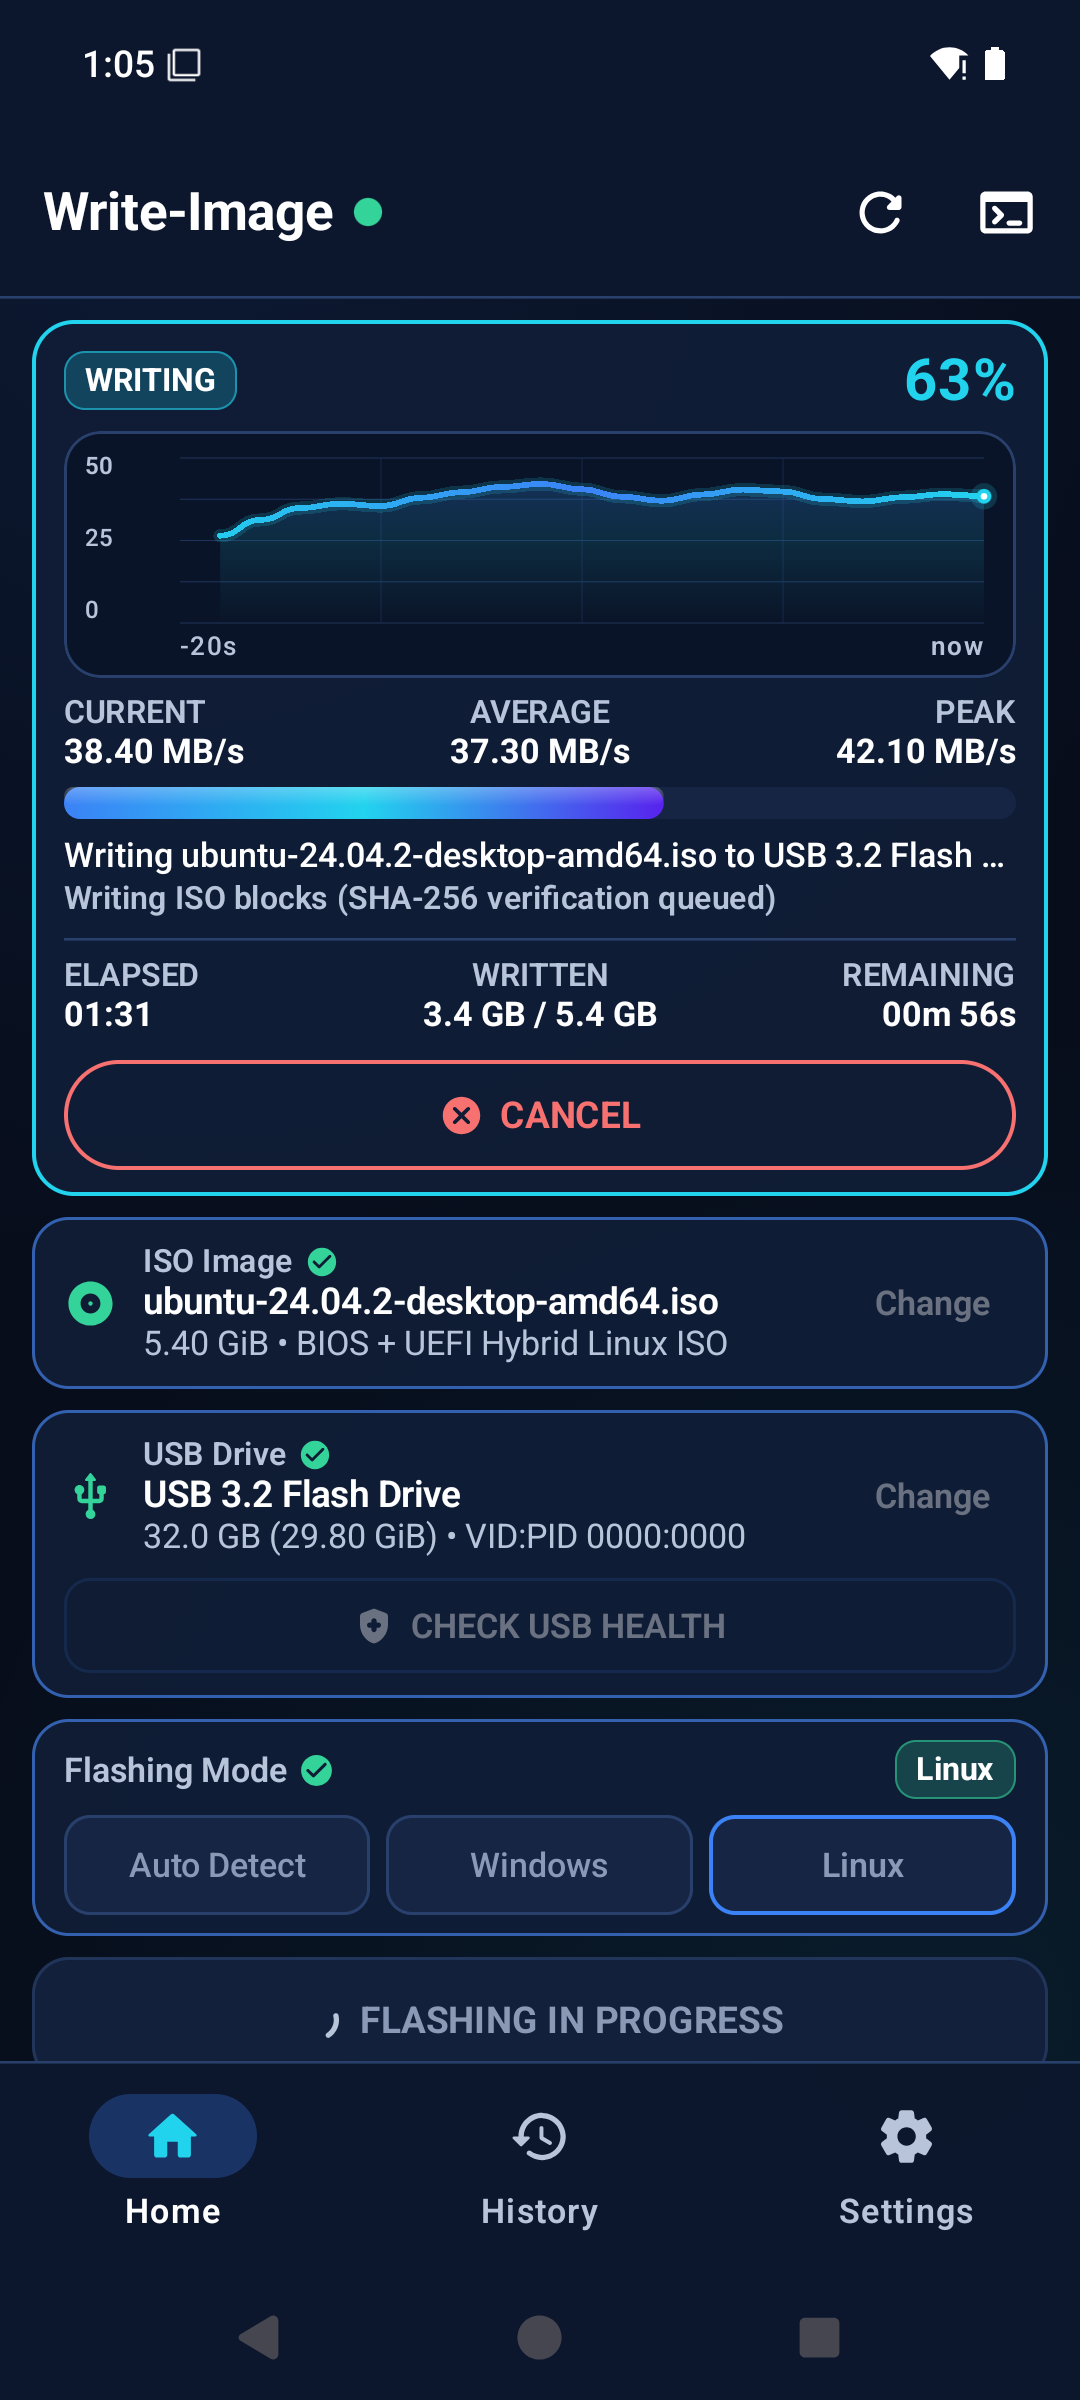 1:05
Write-Image
WRITING
63%
50
25
0
-20s now
CURRENT AVERAGE PEAK
38.40 MB/s 37.30 MB/s 42.10 MB/s
Writing ubuntu-24.04.2-desktop-amd64.iso to USB 3.2 Flash ...
Writing ISO blocks (SHA-256 verification queued)
ELAPSED WRITTEN REMAINING
01:31 3.4 GB / 5.4 GB 00m 56s
CANCEL
ISO Image
ubuntu-24.04.2-desktop-amd64.iso
Change
5.40 GiB • BIOS + UEFI Hybrid Linux ISO
USB Drive
USB 3.2 Flash Drive
Change
32.0 GB (29.80 GiB) • VID:PID 0000:0000
CHECK USB HEALTH
Flashing Mode
Linux
Auto Detect Windows Linux
FLASHING IN PROGRESS
Home History Settings